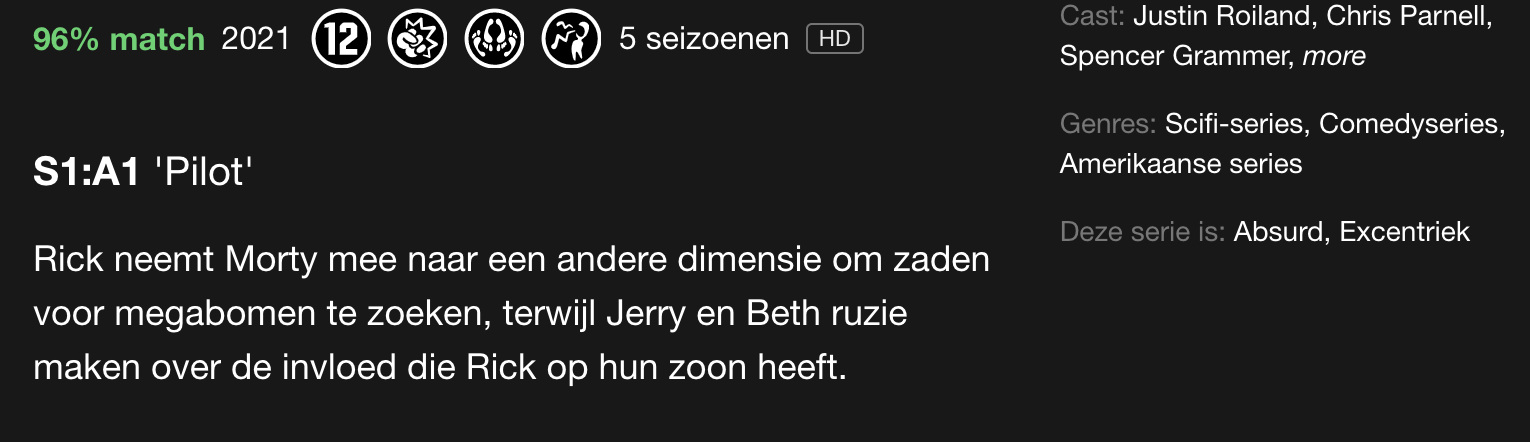 96% match 2021 12 5 seizoenen HD
S1:A1 'Pilot'
Rick neemt Morty mee naar een andere dimensie om zaden
voor megabomen te zoeken, terwijl Jerry en Beth ruzie
maken over de invloed die Rick op hun zoon heeft.
Cast: Justin Roiland, Chris Parnell,
Spencer Grammer, more
Genres: Scifi-series, Comedyseries,
Amerikaanse series
Deze serie is: Absurd, Excentriek